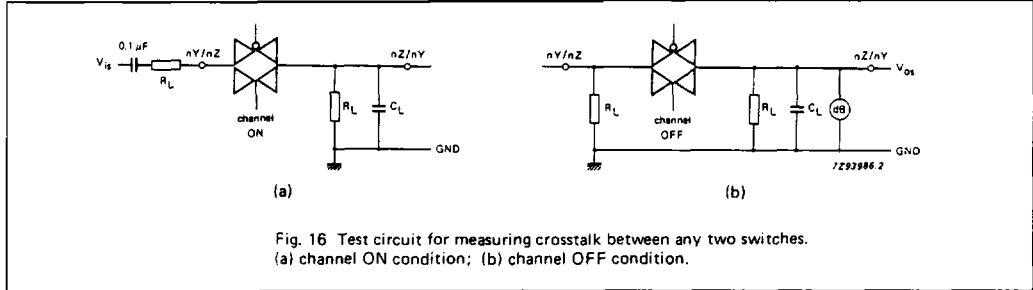 0.1 µF
V_is
R_L
nY/nZ
channel
ON
nZ/nY
R_L
C_L
GND
(a)
nY/nZ
R_L
channel
OFF
nZ/nY
V_os
R_L
C_L
dB
GND
7Z93986.2
(b)
Fig. 16 Test circuit for measuring crosstalk between any two switches.
(a) channel ON condition; (b) channel OFF condition.